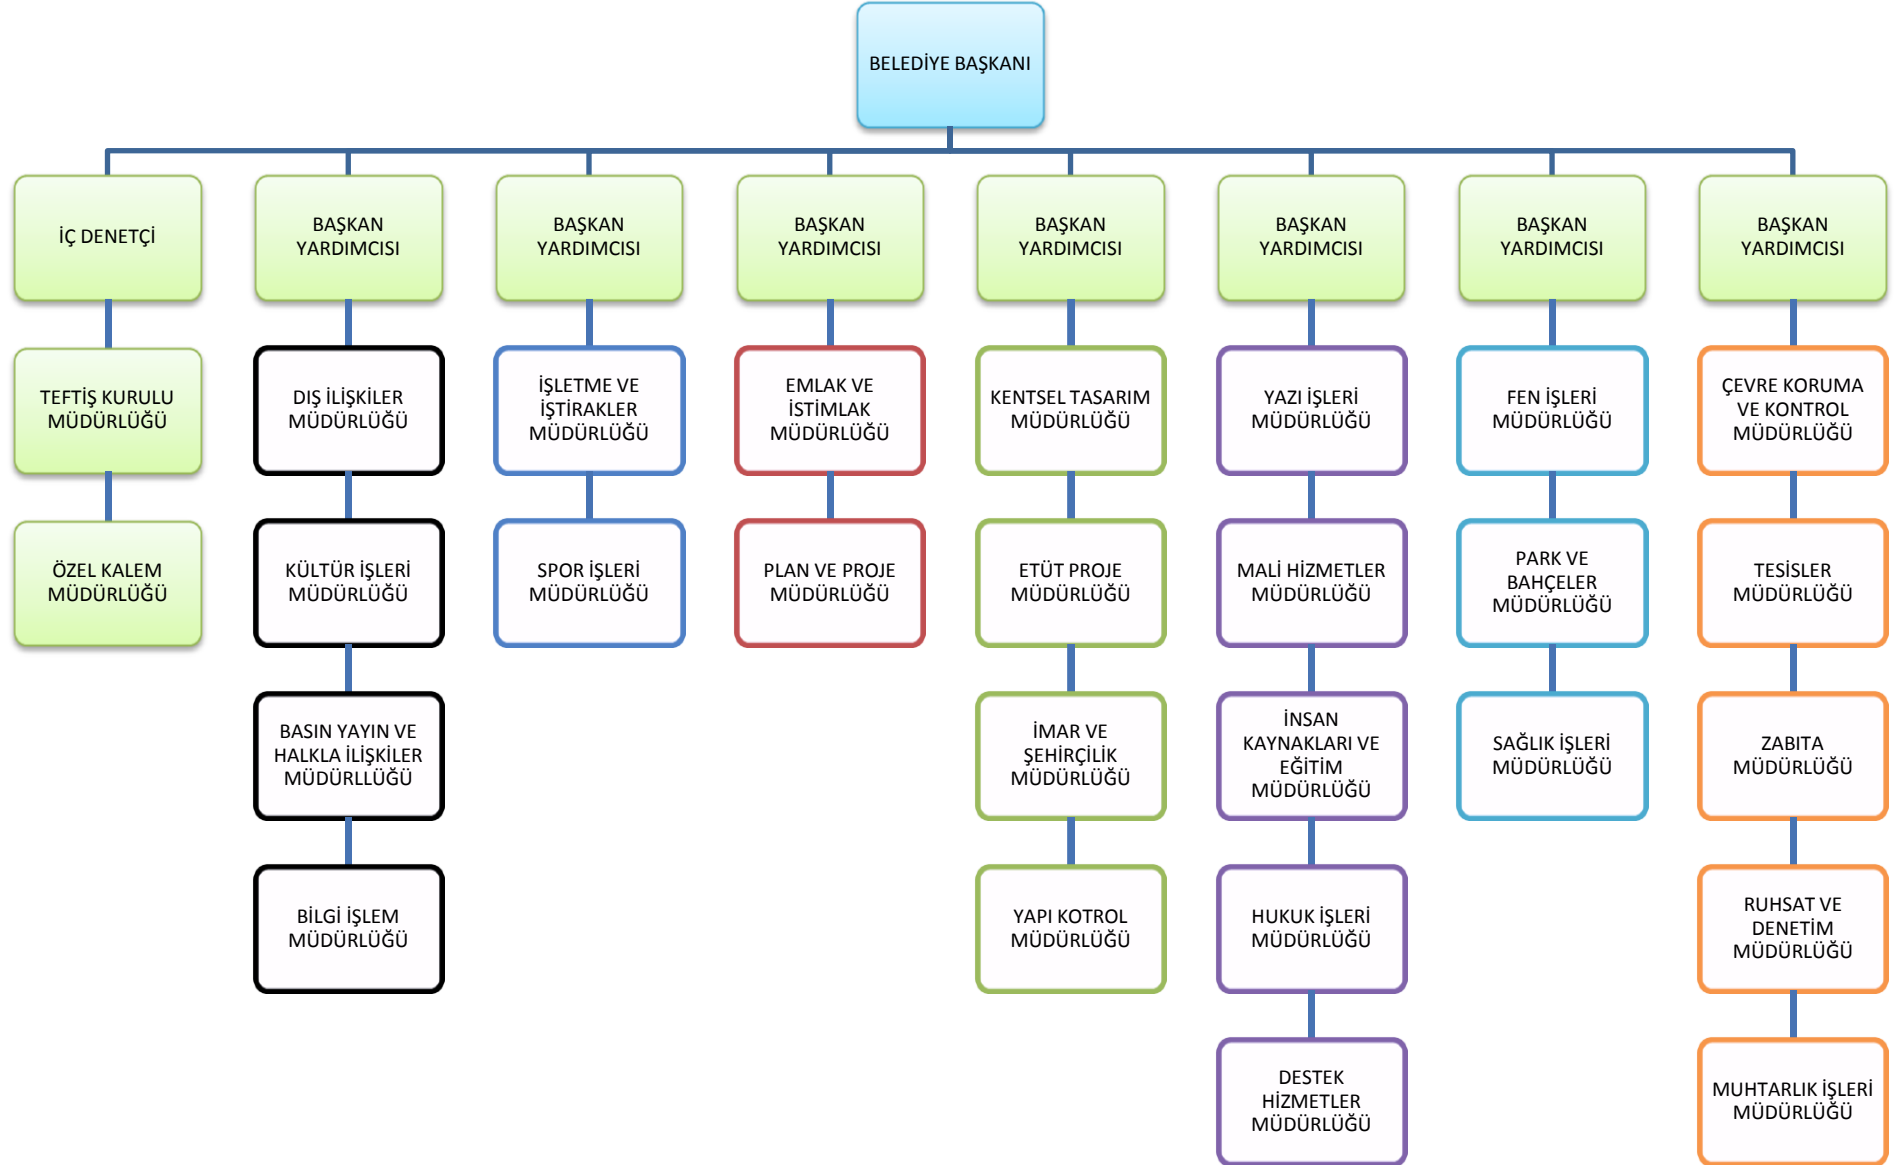 BELEDİYE BAŞKANI
İÇ DENETÇİ
TEFTİŞ KURULU
MÜDÜRLÜĞÜ
ÖZEL KALEM
MÜDÜRLÜĞÜ
BAŞKAN
YARDIMCISI
DIŞ İLİŞKİLER
MÜDÜRLÜĞÜ
KÜLTÜR İŞLERİ
MÜDÜRLÜĞÜ
BASIN YAYIN VE
HALKLA İLİŞKİLER
MÜDÜRLLÜĞÜ
BİLGİ İŞLEM
MÜDÜRLÜĞÜ
BAŞKAN
YARDIMCISI
İŞLETME VE
İŞTİRAKLER
MÜDÜRLÜĞÜ
SPOR İŞLERİ
MÜDÜRLÜĞÜ
BAŞKAN
YARDIMCISI
EMLAK VE
İSTİMLAK
MÜDÜRLÜĞÜ
PLAN VE PROJE
MÜDÜRLÜĞÜ
BAŞKAN
YARDIMCISI
KENTSEL TASARIM
MÜDÜRLÜĞÜ
ETÜT PROJE
MÜDÜRLÜĞÜ
İMAR VE
ŞEHİRÇİLİK
MÜDÜRLÜĞÜ
YAPI KOTROL
MÜDÜRLÜĞÜ
BAŞKAN
YARDIMCISI
YAZI İŞLERİ
MÜDÜRLÜĞÜ
MALİ HİZMETLER
MÜDÜRLÜĞÜ
İNSAN
KAYNAKLARI VE
EĞİTİM
MÜDÜRLÜĞÜ
HUKUK İŞLERİ
MÜDÜRLÜĞÜ
DESTEK
HİZMETLER
MÜDÜRLÜĞÜ
BAŞKAN
YARDIMCISI
FEN İŞLERİ
MÜDÜRLÜĞÜ
PARK VE
BAHÇELER
MÜDÜRLÜĞÜ
SAĞLIK İŞLERİ
MÜDÜRLÜĞÜ
BAŞKAN
YARDIMCISI
ÇEVRE KORUMA
VE KONTROL
MÜDÜRLÜĞÜ
TESİSLER
MÜDÜRLÜĞÜ
ZABITA
MÜDÜRLÜĞÜ
RUHSAT VE
DENETİM
MÜDÜRLÜĞÜ
MUHTARLIK İŞLERİ
MÜDÜRLÜĞÜ